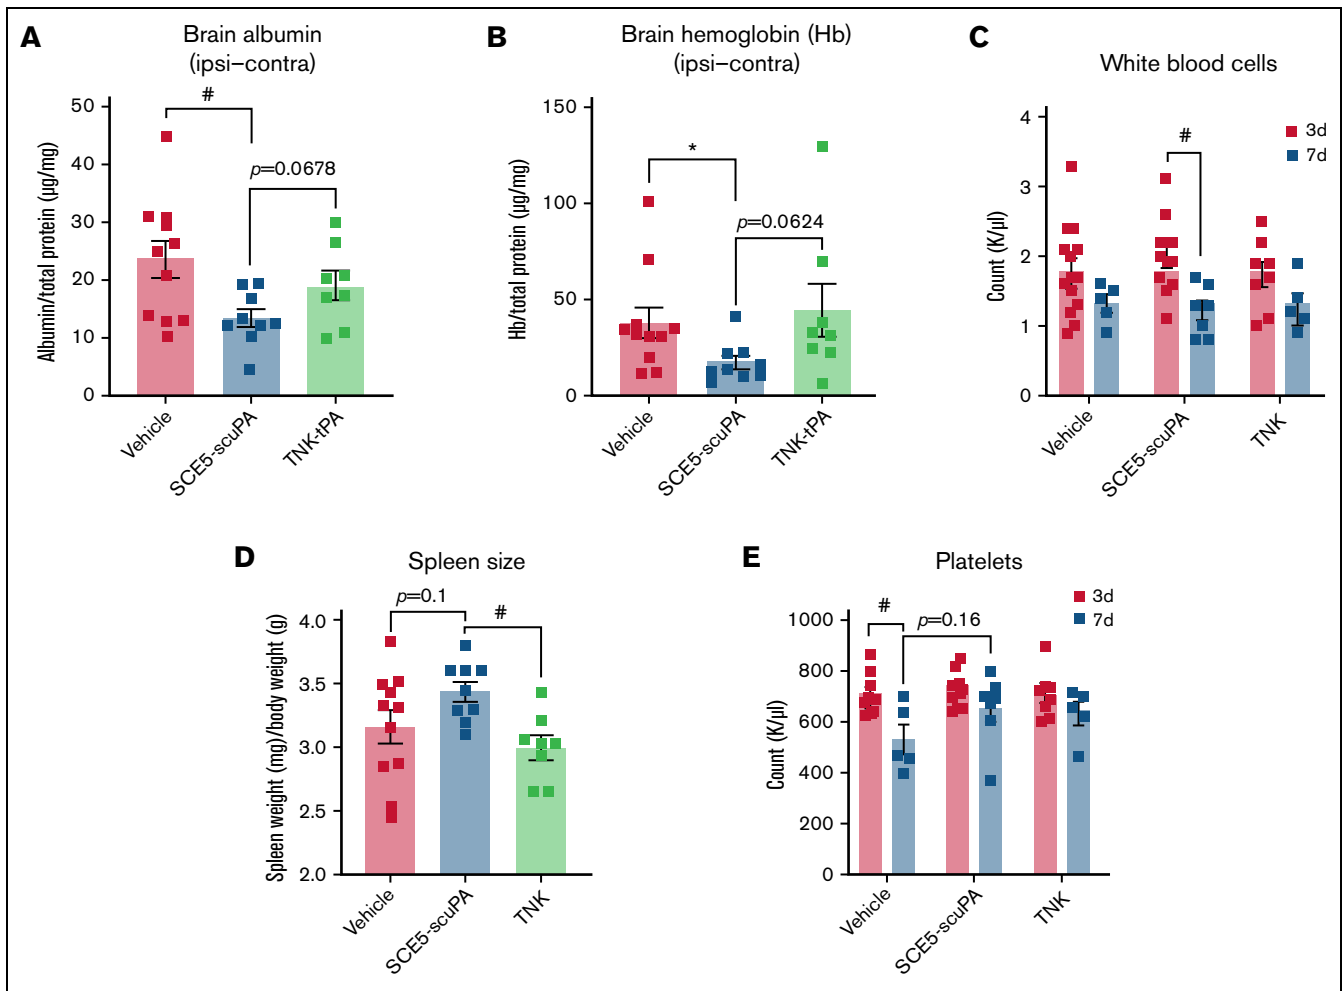 A
Brain albumin
(ipsi–contra)
Albumin/total protein (µg/mg)
50
40
30
20
10
0
#
p=0.0678
Vehicle
SCE5-scuPA
TNK-tPA
B
Brain hemoglobin (Hb)
(ipsi–contra)
Hb/total protein (µg/mg)
150
100
50
0
*
p=0.0624
Vehicle
SCE5-scuPA
TNK-tPA
C
White blood cells
Count (K/µl)
4
3
2
1
0
#
3d
7d
Vehicle
SCE5-scuPA
TNK
D
Spleen size
Spleen weight (mg)/body weight (g)
4.0
3.5
3.0
2.5
2.0
p=0.1
#
Vehicle
SCE5-scuPA
TNK
E
Platelets
Count (K/µl)
1000
800
600
400
200
0
#
p=0.16
3d
7d
Vehicle
SCE5-scuPA
TNK